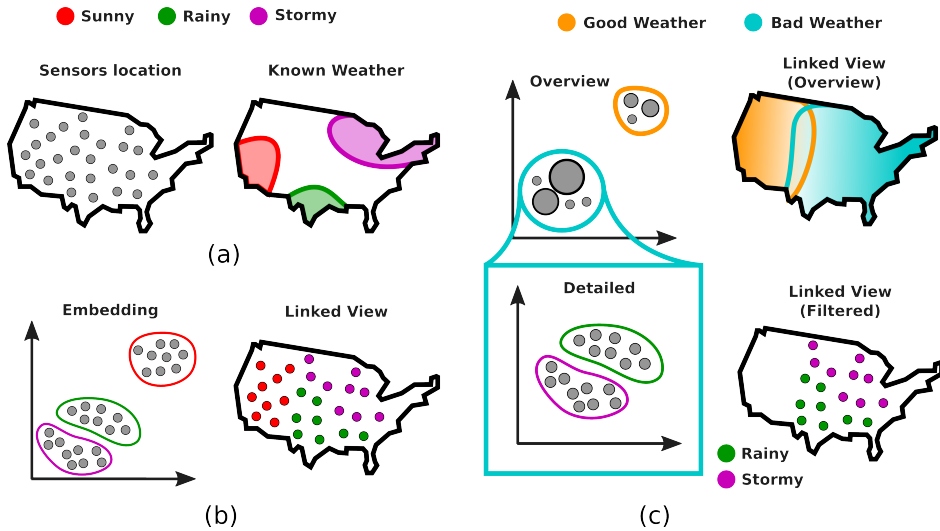 Sunny
Rainy
Stormy
Sensors location
Known Weather
(a)
Embedding
Linked View
(b)
Good Weather
Bad Weather
Overview
Linked View
(Overview)
Detailed
Linked View
(Filtered)
Rainy
Stormy
(c)